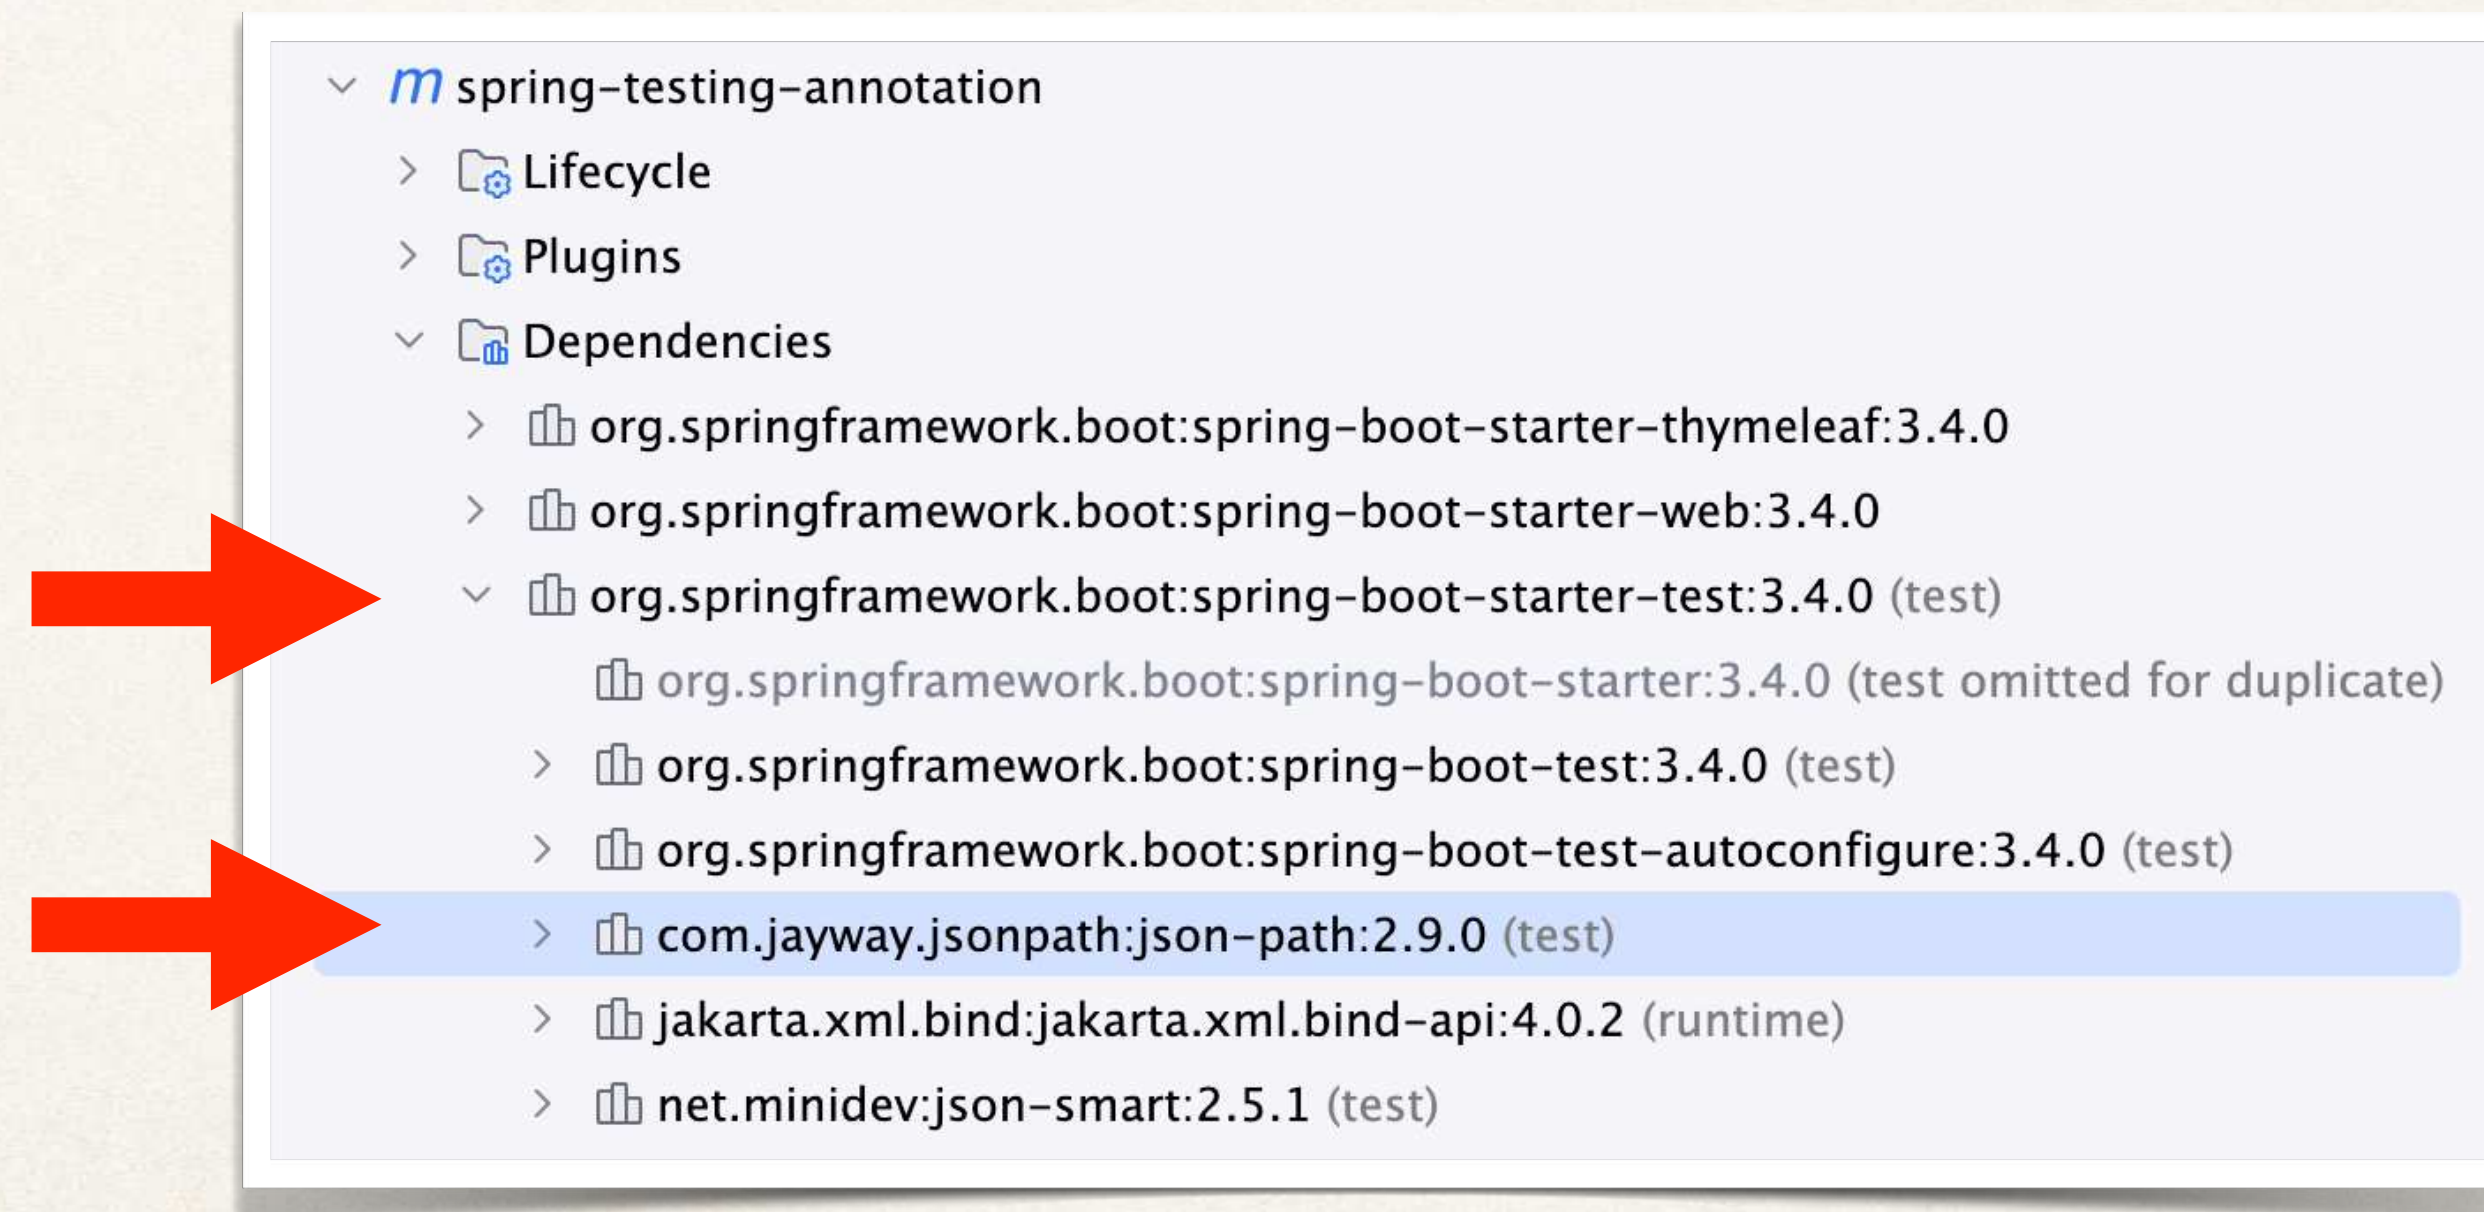 m spring-testing-annotation
Lifecycle
Plugins
Dependencies
org.springframework.boot:spring-boot-starter-thymeleaf:3.4.0
org.springframework.boot:spring-boot-starter-web:3.4.0
org.springframework.boot:spring-boot-starter-test:3.4.0 (test)
org.springframework.boot:spring-boot-starter:3.4.0 (test omitted for duplicate)
org.springframework.boot:spring-boot-test:3.4.0 (test)
org.springframework.boot:spring-boot-test-autoconfigure:3.4.0 (test)
com.jayway.jsonpath:json-path:2.9.0 (test)
jakarta.xml.bind:jakarta.xml.bind-api:4.0.2 (runtime)
net.minidev:json-smart:2.5.1 (test)